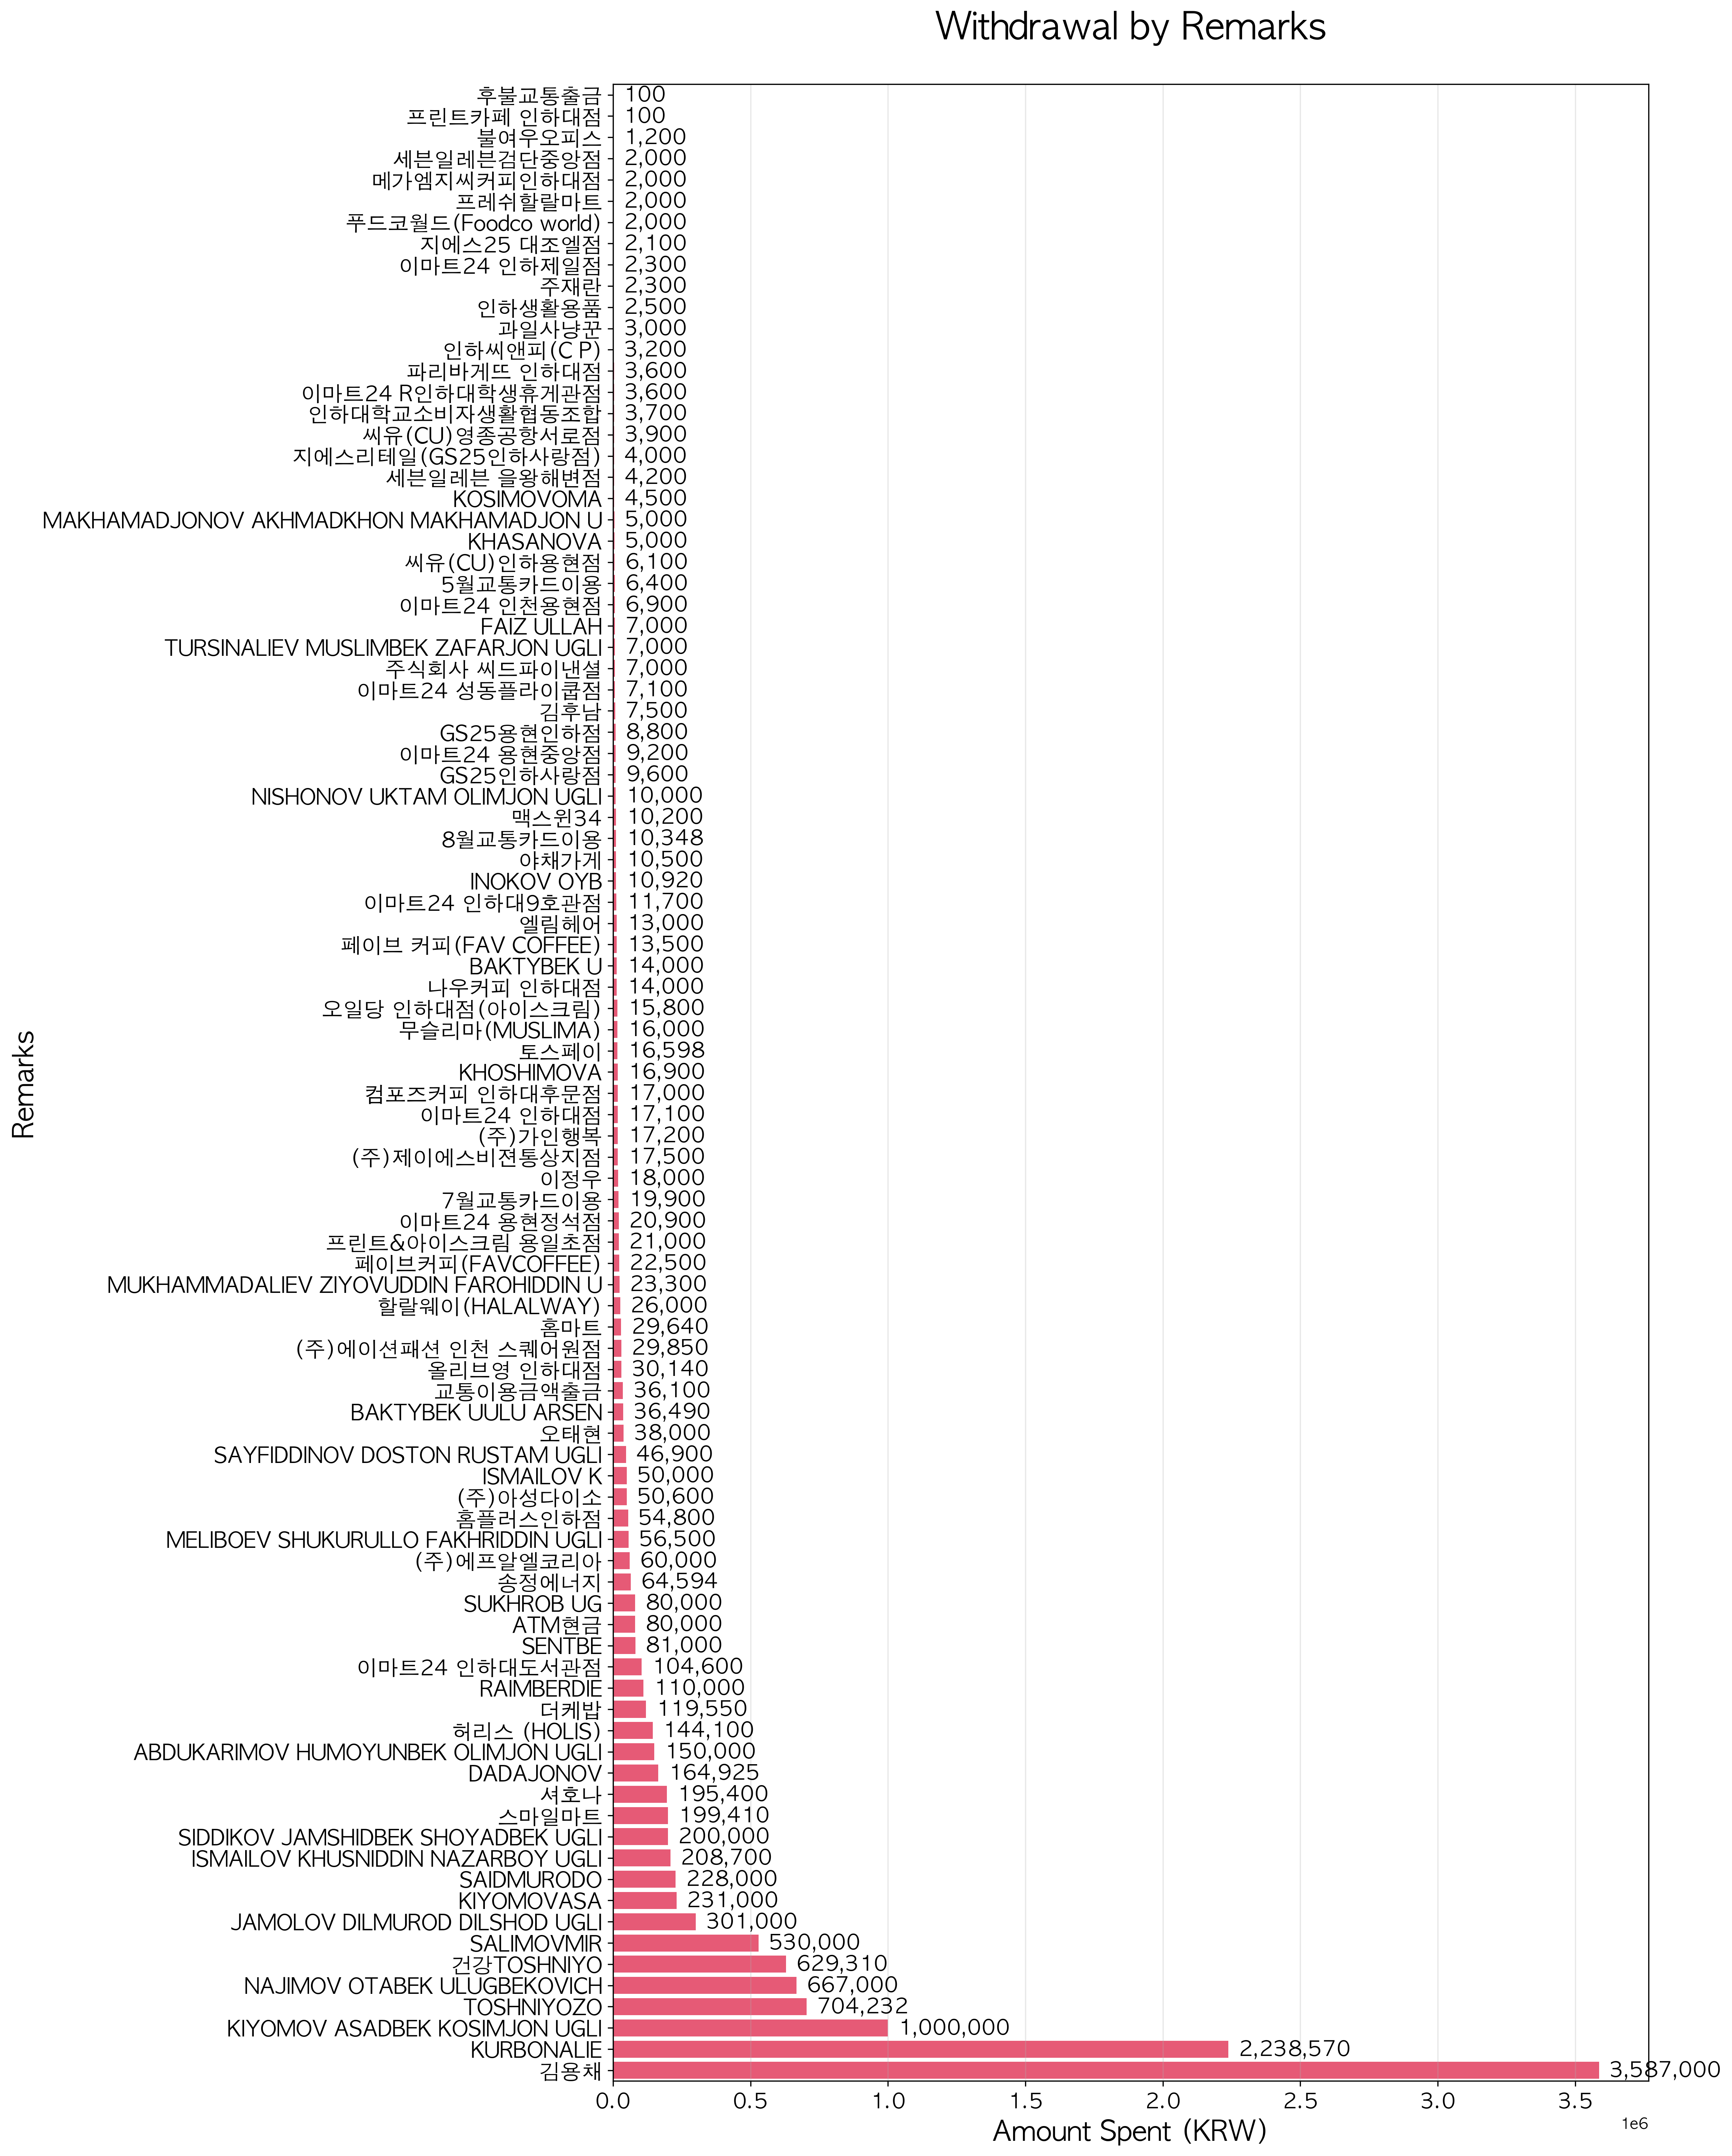 Withdrawal by Remarks
후불교통출금 100
프린트카페 인하대점 100
불여우오피스 1,200
세븐일레븐검단중앙점 2,000
메가엠지씨커피인하대점 2,000
프레쉬할랄마트 2,000
푸드코월드(Foodco world) 2,000
지에스25 대조엘점 2,100
이마트24 인하제일점 2,300
주재란 2,300
인하생활용품 2,500
과일사냥꾼 3,000
인하씨앤피(C P) 3,200
파리바게뜨 인하대점 3,600
이마트24 R인하대학생휴게관점 3,600
인하대학교소비자생활협동조합 3,700
씨유(CU)영종공항서로점 3,900
지에스리테일(GS25인하사랑점) 4,000
세븐일레븐 을왕해변점 4,200
KOSIMOVOMA 4,500
MAKHAMADJONOV AKHMADKHON MAKHAMADJON U 5,000
KHASANOVA 5,000
씨유(CU)인하용현점 6,100
5월교통카드이용 6,400
이마트24 인천용현점 6,900
FAIZ ULLAH 7,000
TURSINALIEV MUSLIMBEK ZAFARJON UGLI 7,000
주식회사 씨드파이낸셜 7,000
이마트24 성동플라이쿱점 7,100
김후남 7,500
GS25용현인하점 8,800
이마트24 용현중앙점 9,200
GS25인하사랑점 9,600
NISHONOV UKTAM OLIMJON UGLI 10,000
맥스윈34 10,200
8월교통카드이용 10,348
야채가게 10,500
INOKOV OYB 10,920
이마트24 인하대9호관점 11,700
엘림헤어 13,000
페이브 커피(FAV COFFEE) 13,500
BAKTYBEK U 14,000
나우커피 인하대점 14,000
오일당 인하대점(아이스크림) 15,800
무슬리마(MUSLIMA) 16,000
토스페이 16,598
KHOSHIMOVA 16,900
컴포즈커피 인하대후문점 17,000
이마트24 인하대점 17,100
(주)가인행복 17,200
(주)제이에스비젼통상지점 17,500
이정우 18,000
7월교통카드이용 19,900
이마트24 용현정석점 20,900
프린트&아이스크림 용일초점 21,000
페이브커피(FAVCOFFEE) 22,500
MUKHAMMADALIEV ZIYOVUDDIN FAROHIDDIN U 23,300
할랄웨이(HALALWAY) 26,000
홈마트 29,640
(주)에이션패션 인천 스퀘어원점 29,850
올리브영 인하대점 30,140
교통이용금액출금 36,100
BAKTYBEK UULU ARSEN 36,490
오태현 38,000
SAYFIDDINOV DOSTON RUSTAM UGLI 46,900
ISMAILOV K 50,000
(주)아성다이소 50,600
홈플러스인하점 54,800
MELIBOEV SHUKURULLO FAKHRIDDIN UGLI 56,500
(주)에프알엘코리아 60,000
송정에너지 64,594
SUKHROB UG 80,000
ATM현금 80,000
SENTBE 81,000
이마트24 인하대도서관점 104,600
RAIMBERDIE 110,000
더케밥 119,550
허리스 (HOLIS) 144,100
ABDUKARIMOV HUMOYUNBEK OLIMJON UGLI 150,000
DADAJONOV 164,925
셔호나 195,400
스마일마트 199,410
SIDDIKOV JAMSHIDBEK SHOYADBEK UGLI 200,000
ISMAILOV KHUSNIDDIN NAZARBOY UGLI 208,700
SAIDMURODO 228,000
KIYOMOVASA 231,000
JAMOLOV DILMUROD DILSHOD UGLI 301,000
SALIMOVMIR 530,000
건강TOSHNIYO 629,310
NAJIMOV OTABEK ULUGBEKOVICH 667,000
TOSHNIYOZO 704,232
KIYOMOV ASADBEK KOSIMJON UGLI 1,000,000
KURBONALIE 2,238,570
김용채 3,587,000
Remarks
0.0 0.5 1.0 1.5 2.0 2.5 3.0 3.5
1e6
Amount Spent (KRW)